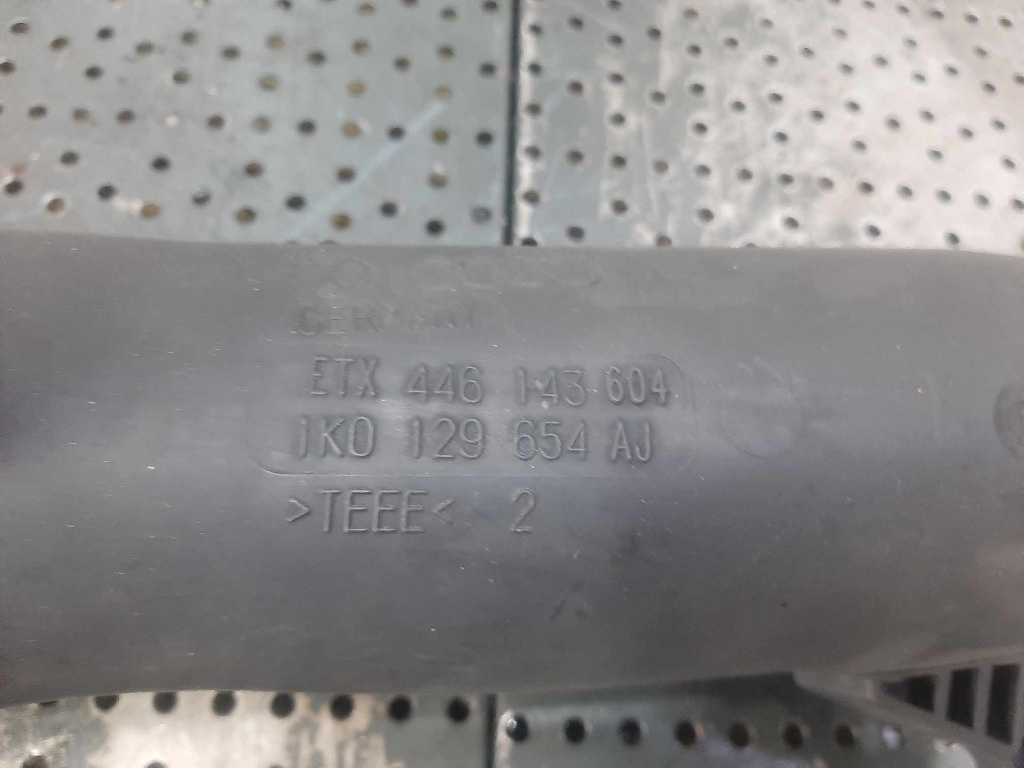 GERMANY
ETX 446 143 604
1K0 129 654 AJ
>TEEE< 2